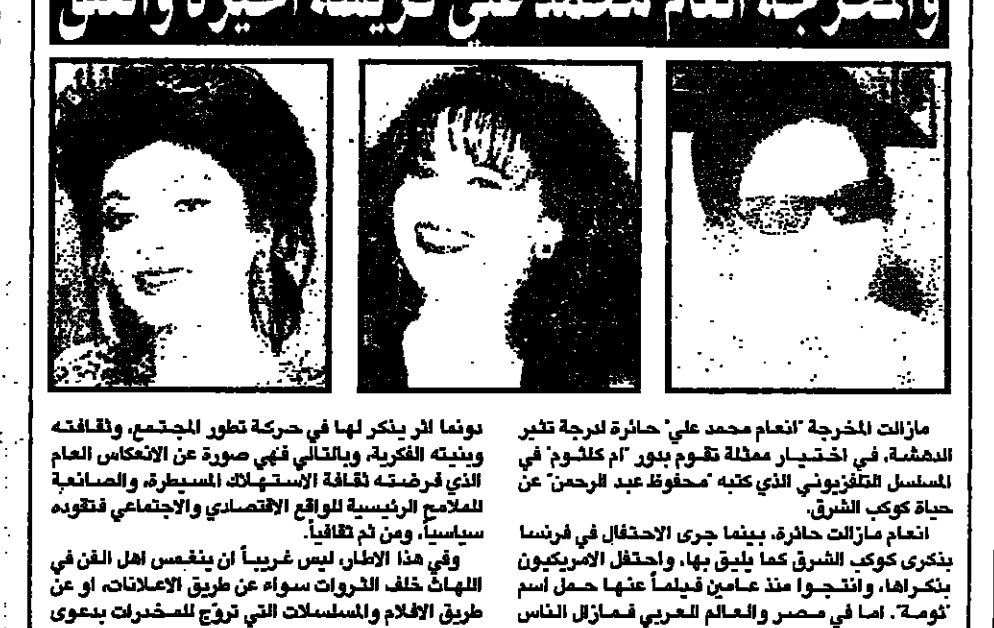 والمخرجة انعام محمد علي فريسة الحيرة والقلق
مازالت المخرجة "انعام محمد علي" حائرة لدرجة تثير
الدهشة، في اختيار ممثلة تقوم بدور "ام كلثوم" في
المسلسل التلفزيوني الذي كتبه "محفوظ عبد الرحمن" عن
حياة كوكب الشرق.
انعام مازالت حائرة، بينما جرى الاحتفال في فرنسا
بذكرى كوكب الشرق كما يليق بها، واحتفل الامريكيون
بذكراها، وانتجوا منذ عامين فيلماً عنها حمل اسم
"ثومة". اما في مصر والعالم العربي فمازال الناس
دونما اثر يذكر لها في حركة تطور المجتمع، وثقافته
وبنيته الفكرية، وبالتالي فهي صورة عن الانعكاس العام
الذي فرضته ثقافة الاستهلاك المسيطرة، والصانعة
للملامح الرئيسية للواقع الاقتصادي والاجتماعي فتقوده
سياسياً، ومن ثم ثقافياً.
وفي هذا الاطار، ليس غريباً ان ينغمس اهل الفن في
اللهاث خلف الثروات سواء عن طريق الاعلانات، او عن
طريق الافلام والمسلسلات التي تروّج للمخدرات بدعوى